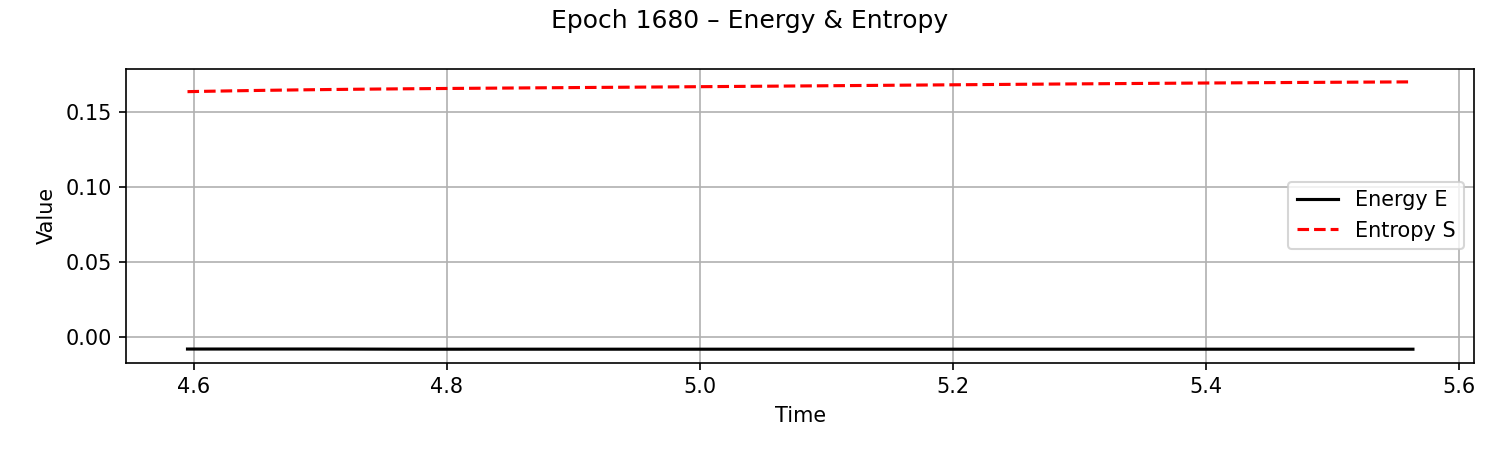 Epoch 1680 – Energy & Entropy
Value
0.15
0.10
0.05
0.00
Energy E
Entropy S
4.6 4.8 5.0 5.2 5.4 5.6
Time